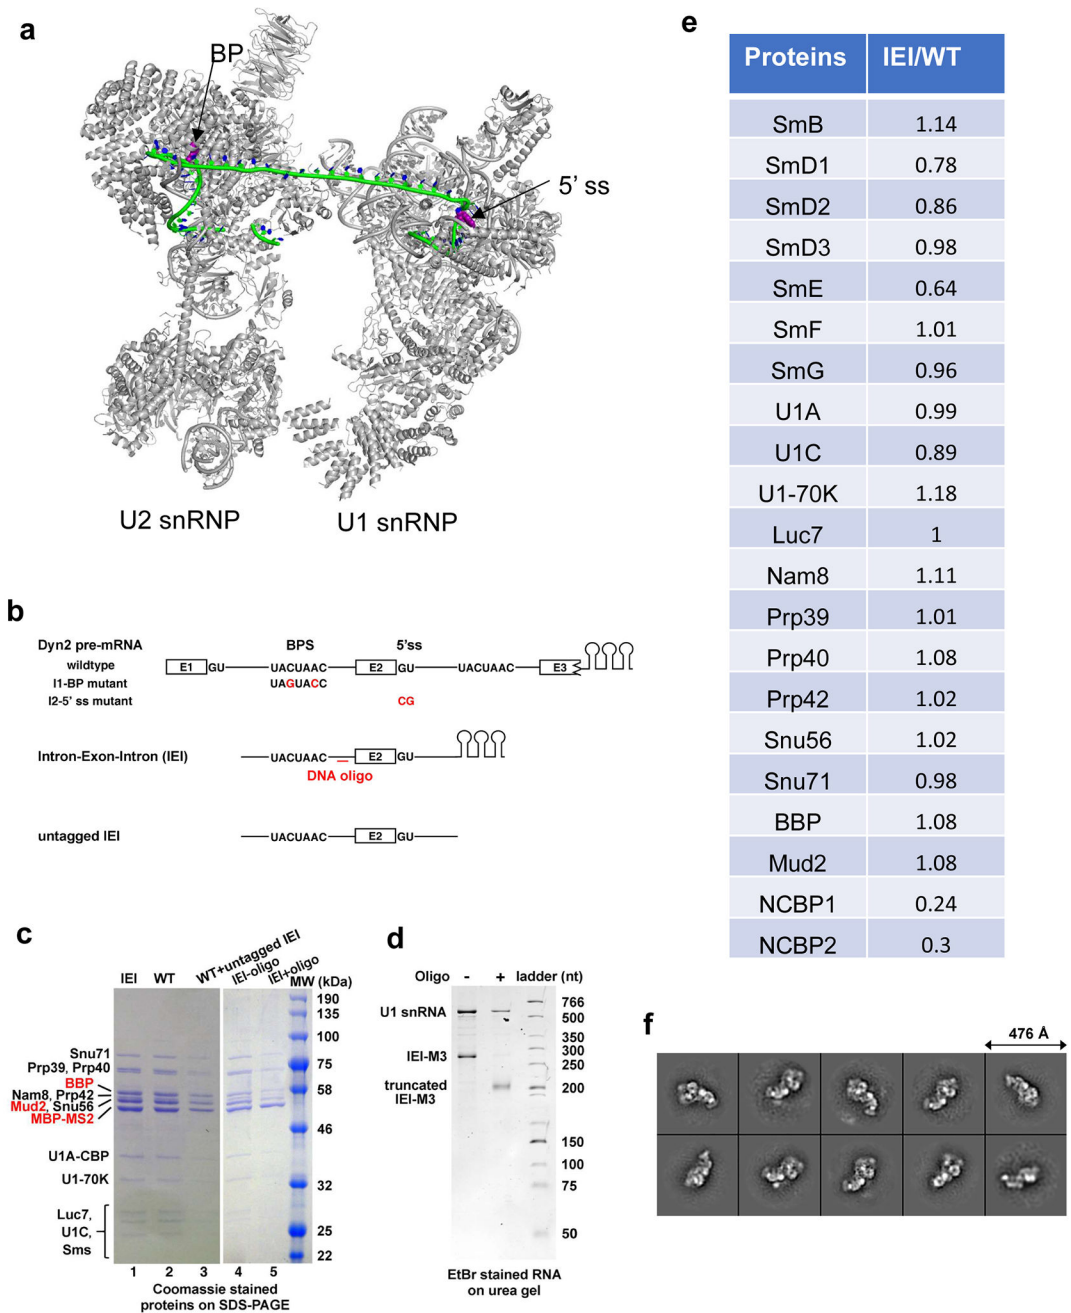 a
BP
5' ss
U2 snRNP
U1 snRNP
b
Dyn2 pre-mRNA
BPS
5'ss
wildtype
E1
GU
UACUAAC
E2
GU
UACUAAC
E3
I1-BP mutant
UAGUACC
I2-5' ss mutant
CG
Intron-Exon-Intron (IEI)
UACUAAC
E2
GU
DNA oligo
untagged IEI
UACUAAC
E2
GU
c
IEI
WT
WT+untagged IEI
IEI-oligo
IEI+oligo
MW (kDa)
190
135
100
75
58
46
32
25
22
Snu71
Prp39, Prp40
BBP
Nam8, Prp42
Mud2, Snu56
MBP-MS2
U1A-CBP
U1-70K
Luc7,
U1C,
Sms
1 2 3 4 5
Coomassie stained
proteins on SDS-PAGE
d
Oligo - + ladder (nt)
U1 snRNA
IEI-M3
truncated
IEI-M3
766
500
350
300
250
200
150
100
75
50
EtBr stained RNA
on urea gel
e
Proteins IEI/WT
SmB 1.14
SmD1 0.78
SmD2 0.86
SmD3 0.98
SmE 0.64
SmF 1.01
SmG 0.96
U1A 0.99
U1C 0.89
U1-70K 1.18
Luc7 1
Nam8 1.11
Prp39 1.01
Prp40 1.08
Prp42 1.02
Snu56 1.02
Snu71 0.98
BBP 1.08
Mud2 1.08
NCBP1 0.24
NCBP2 0.3
f
476 Å